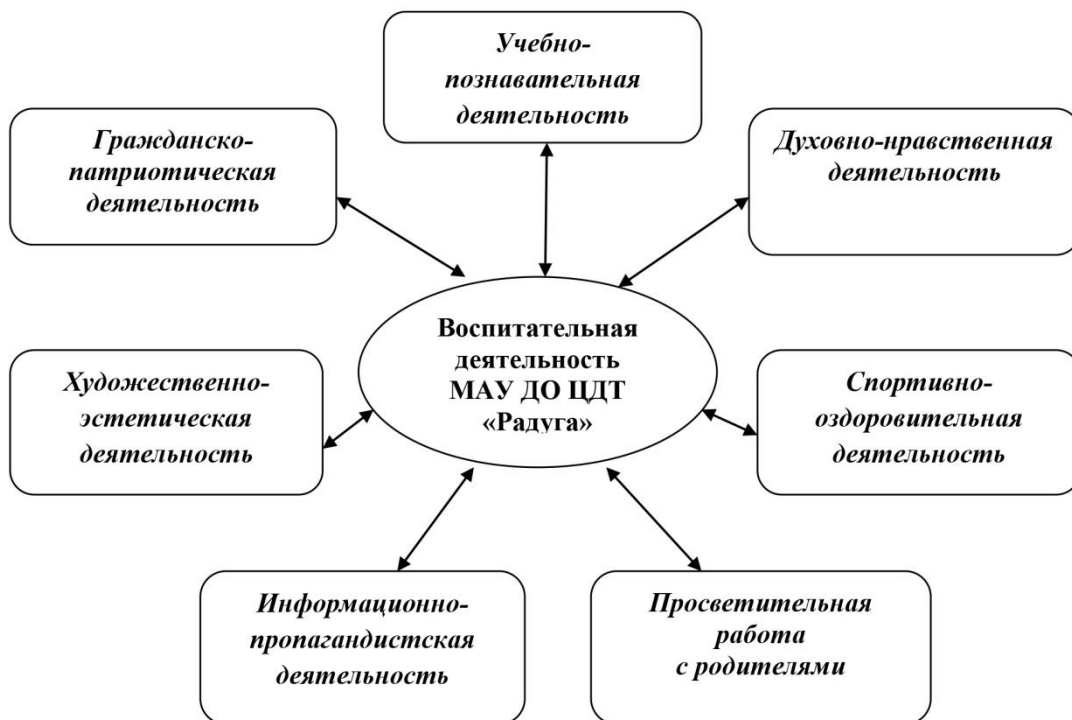 Учебно-
познавательная
деятельность
Гражданско-
патриотическая
деятельность
Духовно-нравственная
деятельность
Воспитательная
деятельность
МАУ ДО ЦДТ
«Радуга»
Художественно-
эстетическая
деятельность
Спортивно-
оздоровительная
деятельность
Информационно-
пропагандистская
деятельность
Просветительная
работа
с родителями